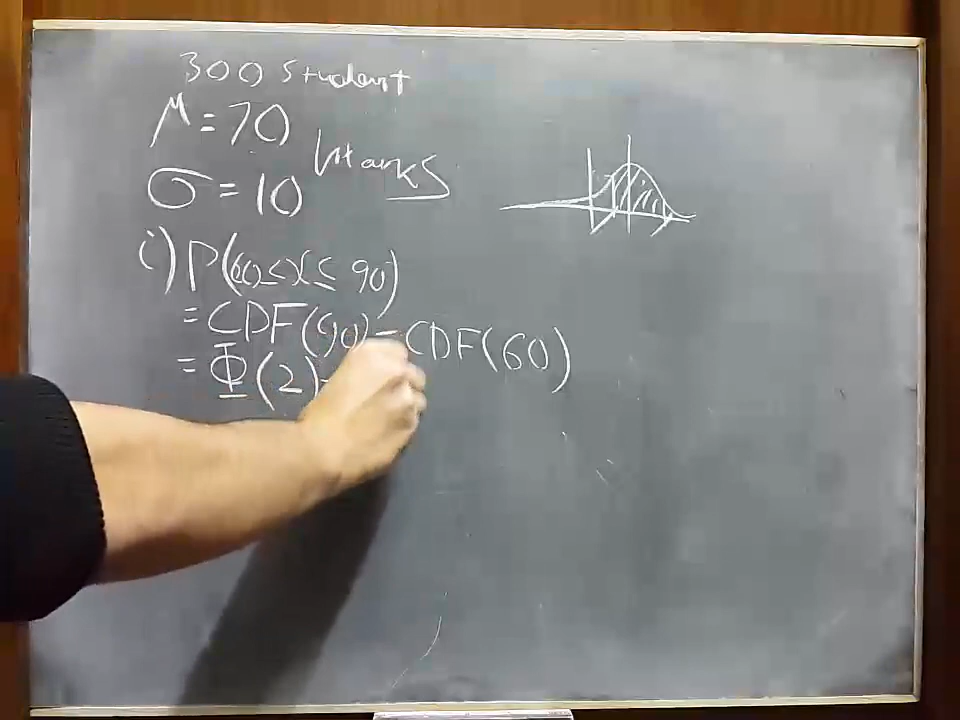 300 Student
μ = 70
Marks
σ = 10
i) P(60 ≤ X ≤ 90)
= CDF(90) - CDF(60)
= Φ(2) -